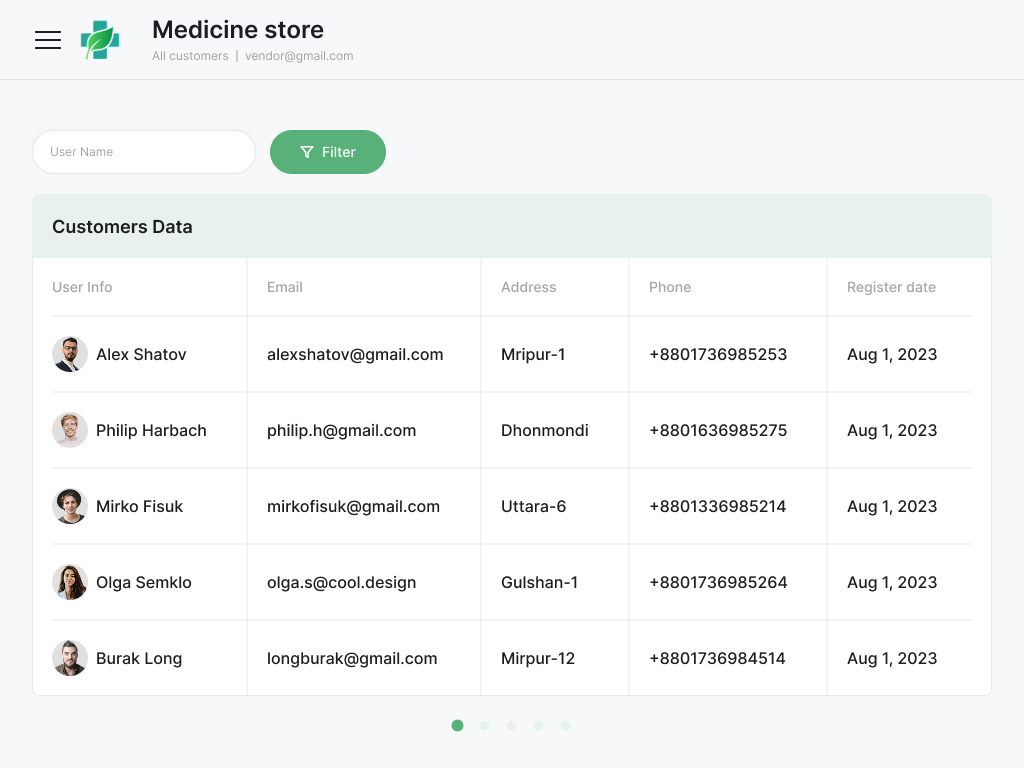 Medicine store
All customers | vendor@gmail.com
User Name
Filter
Customers Data
User Info Email Address Phone Register date
Alex Shatov alexshatov@gmail.com Mripur-1 +8801736985253 Aug 1, 2023
Philip Harbach philip.h@gmail.com Dhonmondi +8801636985275 Aug 1, 2023
Mirko Fisuk mirkofisuk@gmail.com Uttara-6 +8801336985214 Aug 1, 2023
Olga Semklo olga.s@cool.design Gulshan-1 +8801736985264 Aug 1, 2023
Burak Long longburak@gmail.com Mirpur-12 +8801736984514 Aug 1, 2023